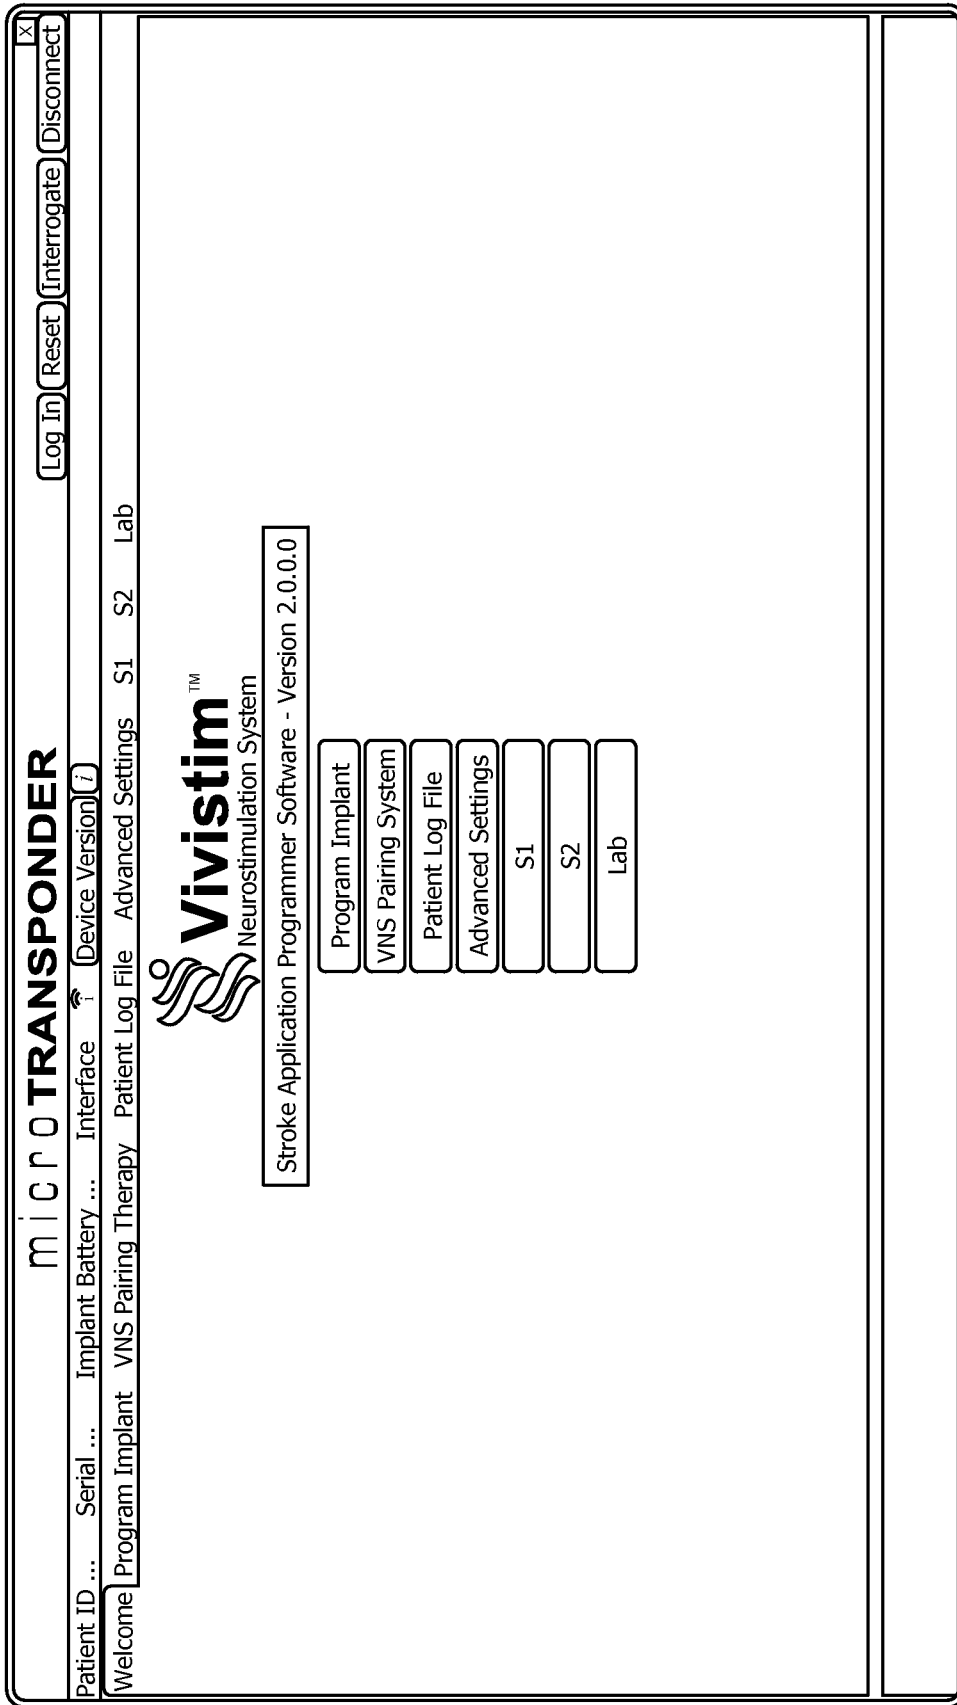 X
microTRANSPONDER
Log In Reset Interrogate Disconnect
Patient ID ... Serial ... Implant Battery ... Interface i Device Version i
Welcome Program Implant VNS Pairing Therapy Patient Log File Advanced Settings S1 S2 Lab
Vivistim™
Neurostimulation System
Stroke Application Programmer Software - Version 2.0.0.0
Program Implant
VNS Pairing System
Patient Log File
Advanced Settings
S1
S2
Lab